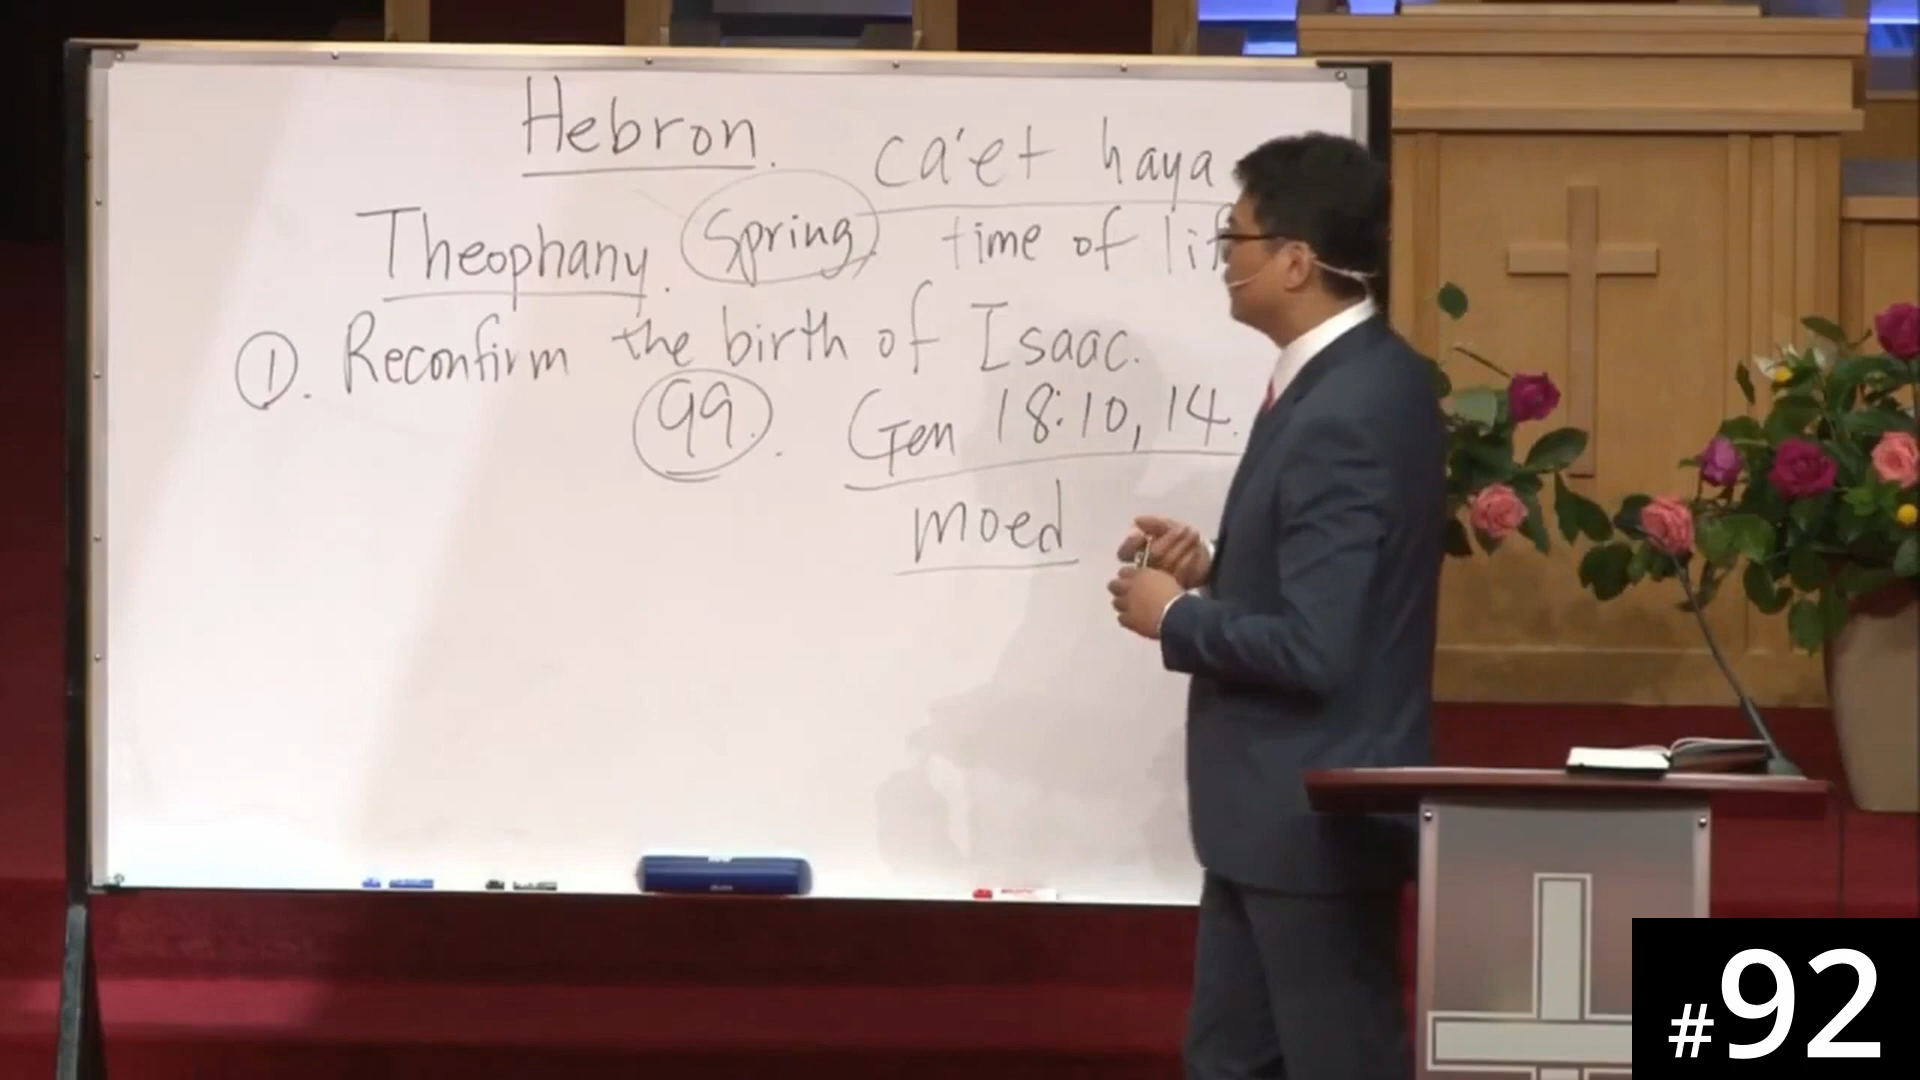 Hebron.
ca'et haya
Theophany. Spring, time of lif
①. Reconfirm the birth of Isaac.
99. Gen 18:10, 14.
moed
#92